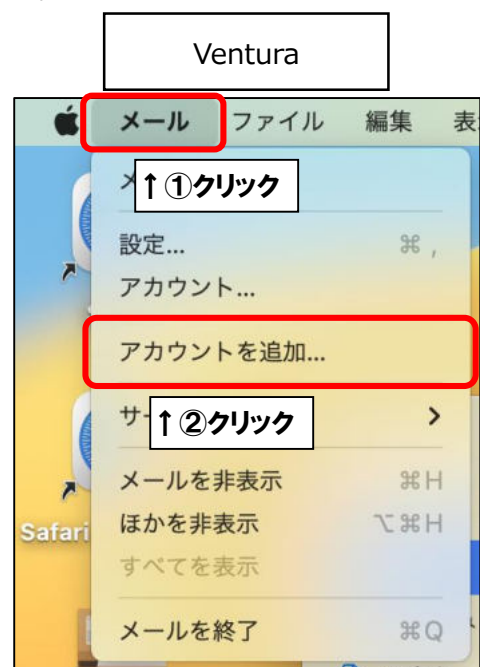 Ventura
メール ファイル 編集
↑①クリック
設定... ⌘ ,
アカウント...
アカウントを追加...
↑②クリック
メールを非表示 ⌘H
ほかを非表示 ⌥⌘H
Safari
すべてを表示
メールを終了 ⌘Q